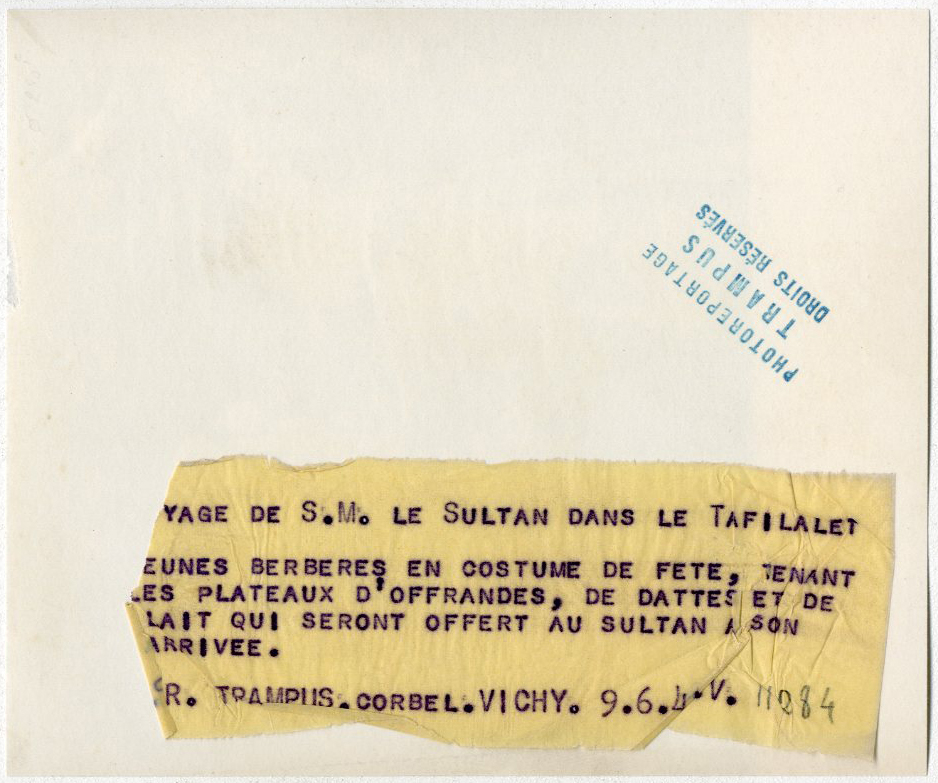 PHOTOREPORTAGE
TRAMPUS
DROITS RÉSERVÉS
YAGE DE S.M. LE SULTAN DANS LE TAFILALET
EUNES BERBERES EN COSTUME DE FETE, TENANT
LES PLATEAUX D'OFFRANDES, DE DATTES ET DE
LAIT QUI SERONT OFFERT AU SULTAN A SON
ARRIVEE.
R. TRAMPUS.CORBEL.VICHY. 9.6.4.V. 11284